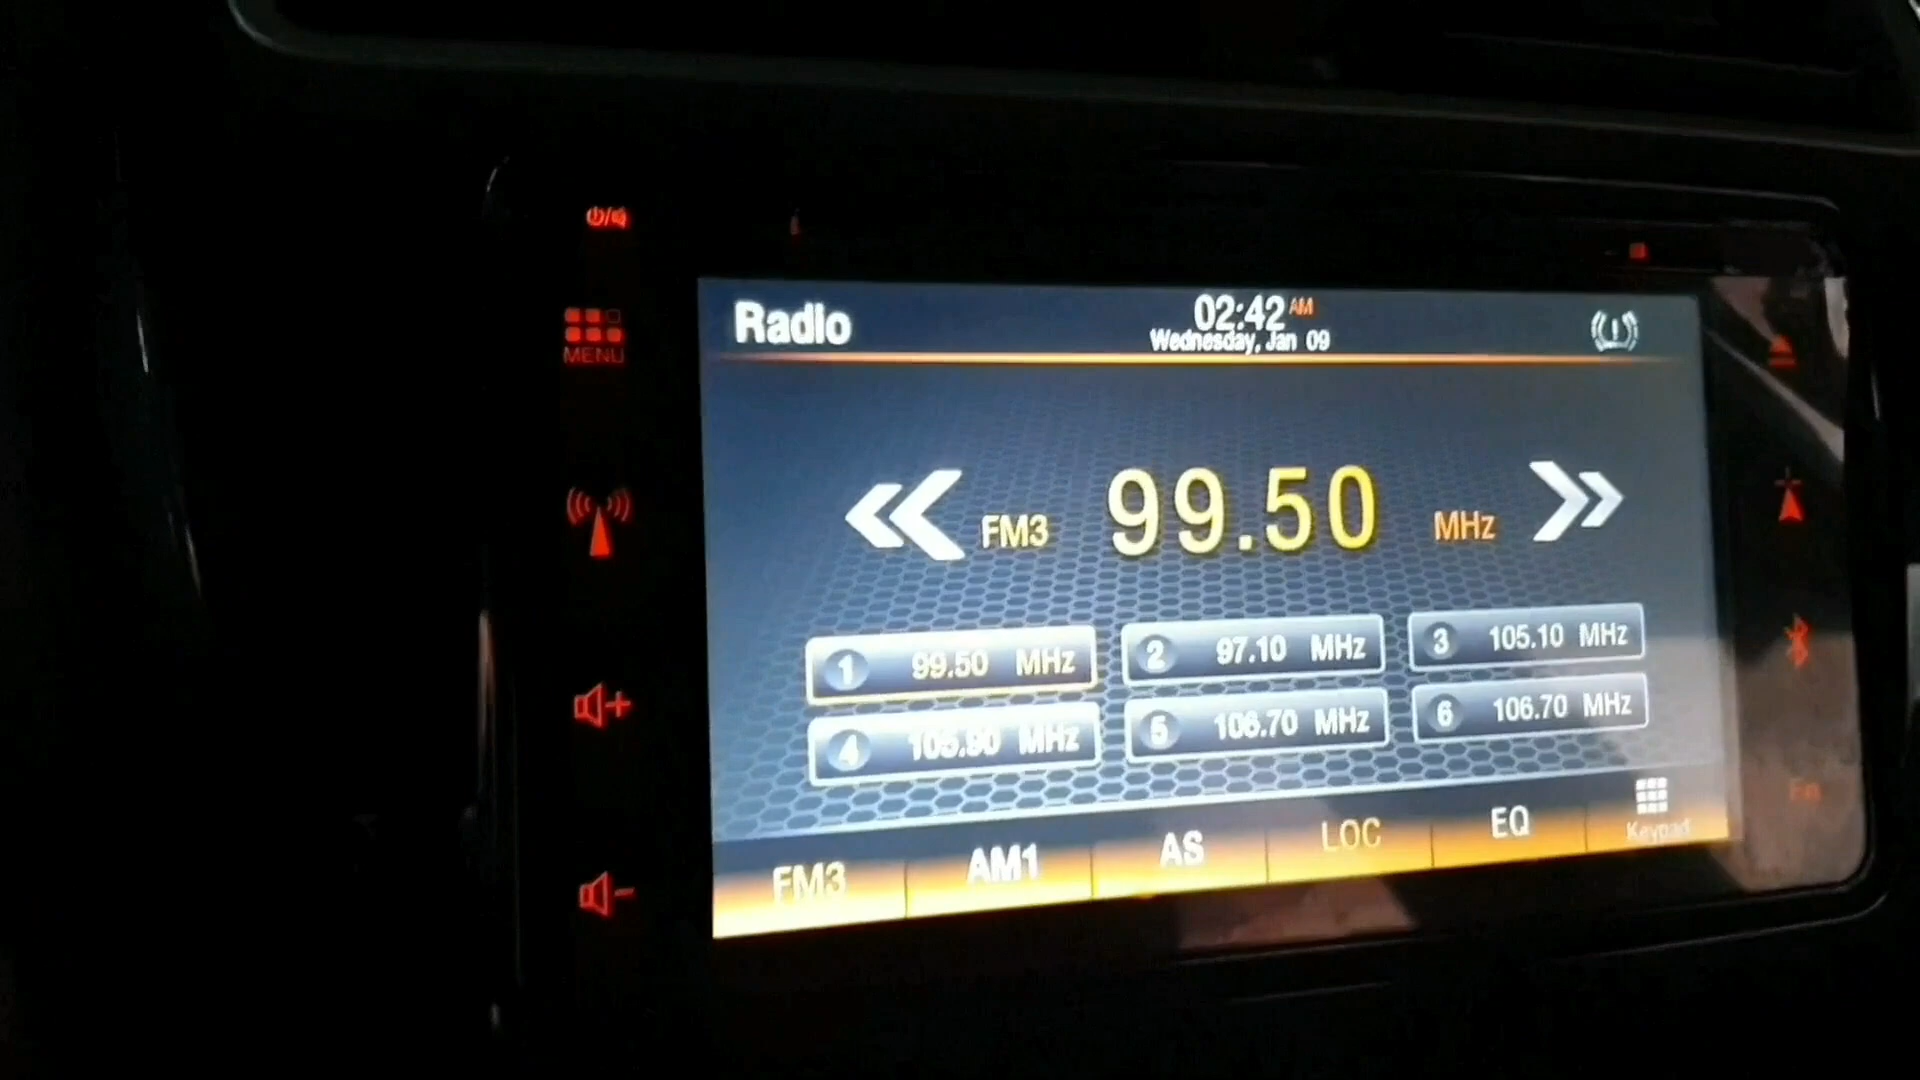 Radio
02:42 AM
Wednesday, Jan 09
MENU
FM3 99.50 MHz
1 99.50 MHz
2 97.10 MHz
3 105.10 MHz
4 105.90 MHz
5 106.70 MHz
6 106.70 MHz
FM3 AM1 AS LOC EQ Keypad